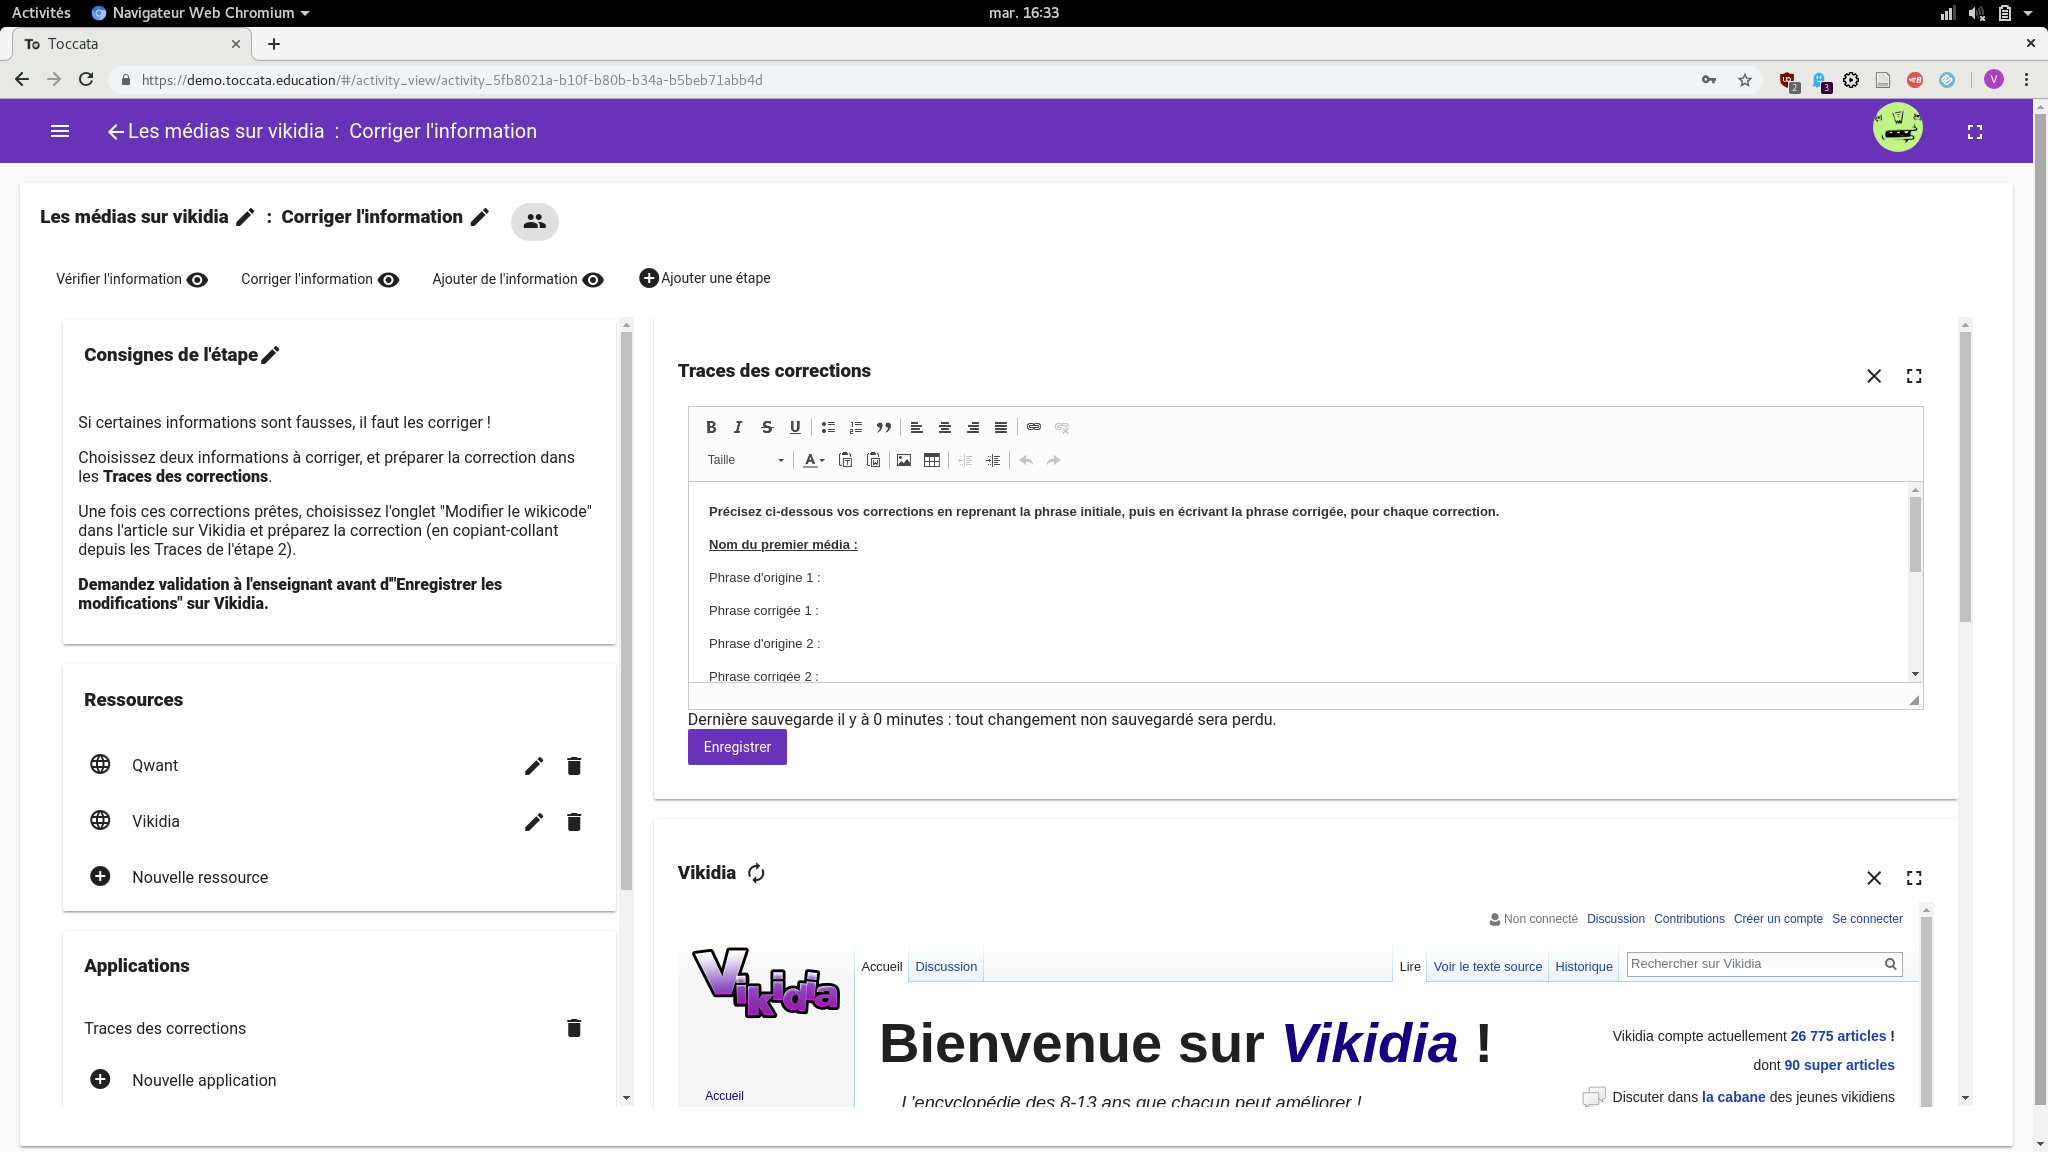 Activités
Navigateur Web Chromium
mar. 16:33
To Toccata
https://demo.toccata.education/#/activity_view/activity_5fb8021a-b10f-b80b-b34a-b5beb71abb4d
2
3
V
Les médias sur vikidia : Corriger l'information
Les médias sur vikidia : Corriger l'information
Vérifier l'information
Corriger l'information
Ajouter de l'information
Ajouter une étape
Consignes de l'étape
Si certaines informations sont fausses, il faut les corriger !
Choisissez deux informations à corriger, et préparer la correction dans
les Traces des corrections.
Une fois ces corrections prêtes, choisissez l'onglet "Modifier le wikicode"
dans l'article sur Vikidia et préparez la correction (en copiant-collant
depuis les Traces de l'étape 2).
Demandez validation à l'enseignant avant d'"Enregistrer les
modifications" sur Vikidia.
Ressources
Qwant
Vikidia
Nouvelle ressource
Applications
Traces des corrections
Nouvelle application
Traces des corrections
B I S U
Taille
A
Précisez ci-dessous vos corrections en reprenant la phrase initiale, puis en écrivant la phrase corrigée, pour chaque correction.
Nom du premier média :
Phrase d'origine 1 :
Phrase corrigée 1 :
Phrase d'origine 2 :
Phrase corrigée 2 :
Dernière sauvegarde il y à 0 minutes : tout changement non sauvegardé sera perdu.
Enregistrer
Vikidia
Non connecté Discussion Contributions Créer un compte Se connecter
Vikidia
Accueil Discussion
Lire Voir le texte source Historique
Rechercher sur Vikidia
Bienvenue sur Vikidia !
Vikidia compte actuellement 26 775 articles !
dont 90 super articles
Accueil
L'encyclopédie des 8-13 ans que chacun peut améliorer !
Discuter dans la cabane des jeunes vikidiens